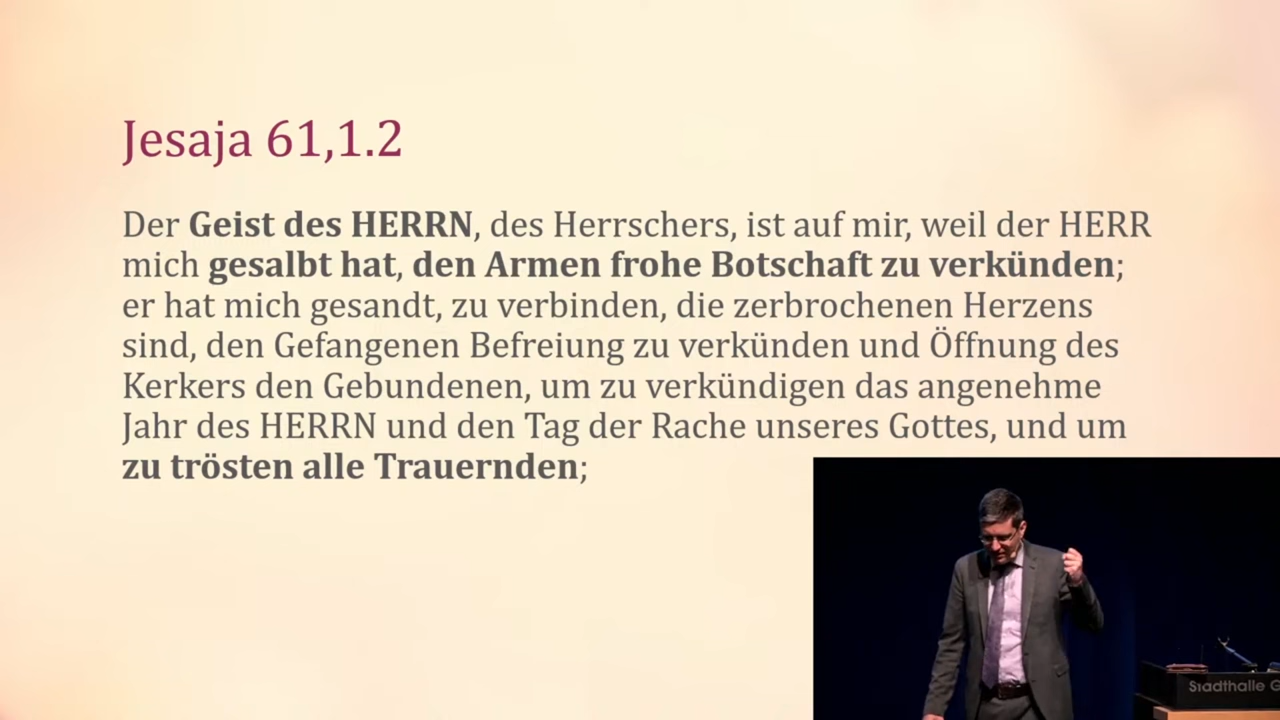 Jesaja 61,1.2
Der Geist des HERRN, des Herrschers, ist auf mir, weil der HERR
mich gesalbt hat, den Armen frohe Botschaft zu verkünden;
er hat mich gesandt, zu verbinden, die zerbrochenen Herzens
sind, den Gefangenen Befreiung zu verkünden und Öffnung des
Kerkers den Gebundenen, um zu verkündigen das angenehme
Jahr des HERRN und den Tag der Rache unseres Gottes, und um
zu trösten alle Trauernden;
Stadthalle G